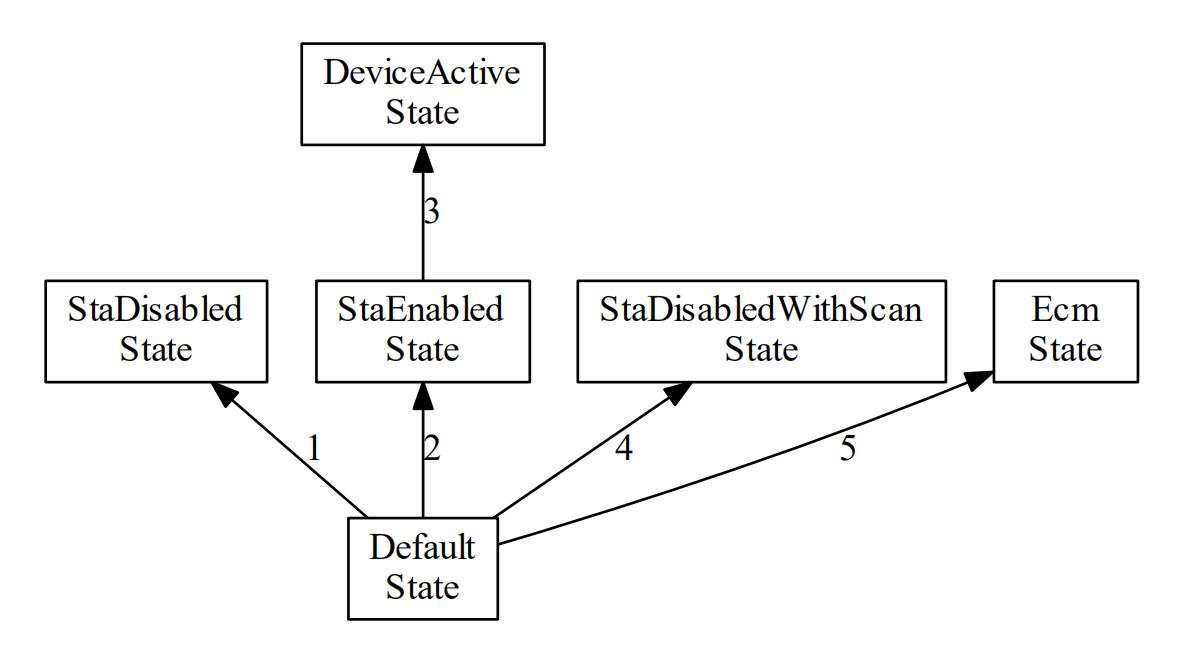 DeviceActive
State
3
StaDisabled
State
StaEnabled
State
StaDisabledWithScan
State
Ecm
State
1
2
4
5
Default
State